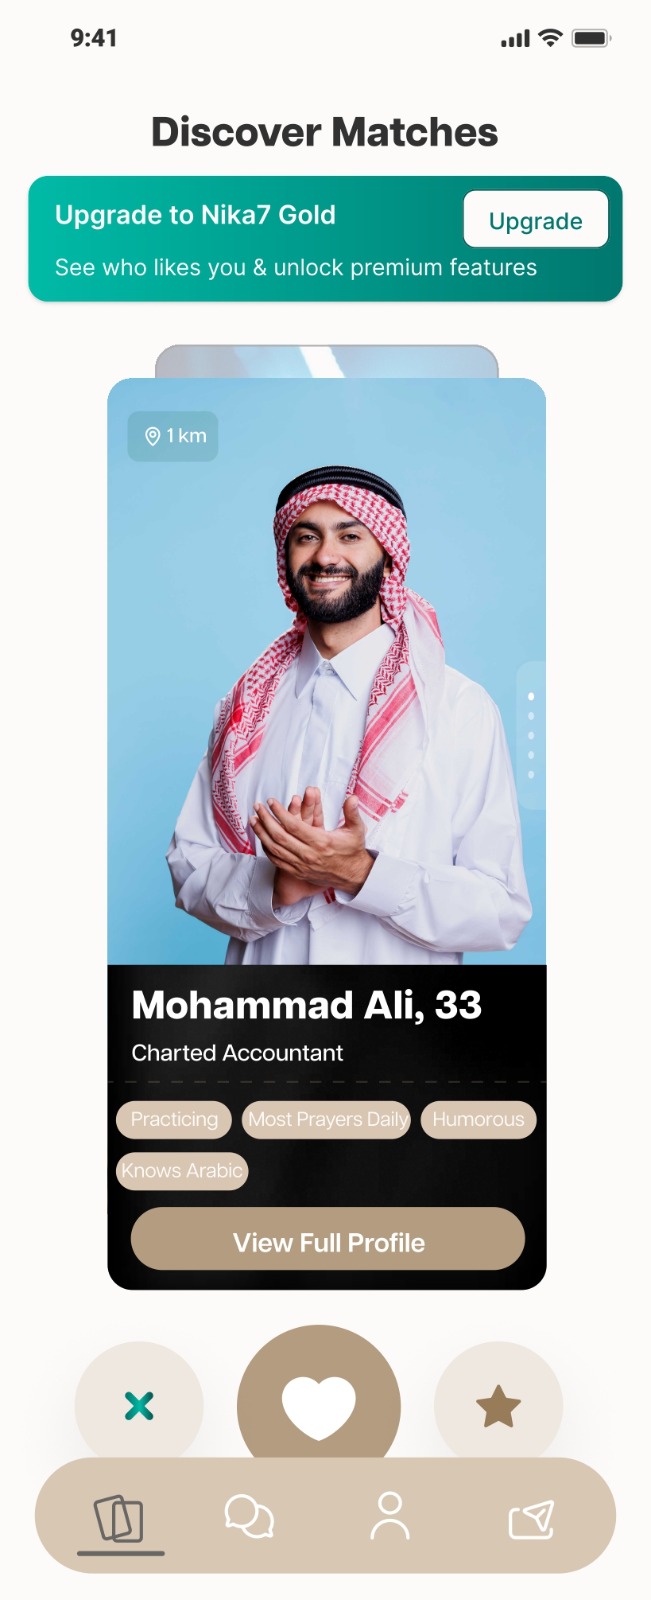 9:41
Discover Matches
Upgrade to Nika7 Gold
Upgrade
See who likes you & unlock premium features
1 km
Mohammad Ali, 33
Charted Accountant
Practicing Most Prayers Daily Humorous
Knows Arabic
View Full Profile